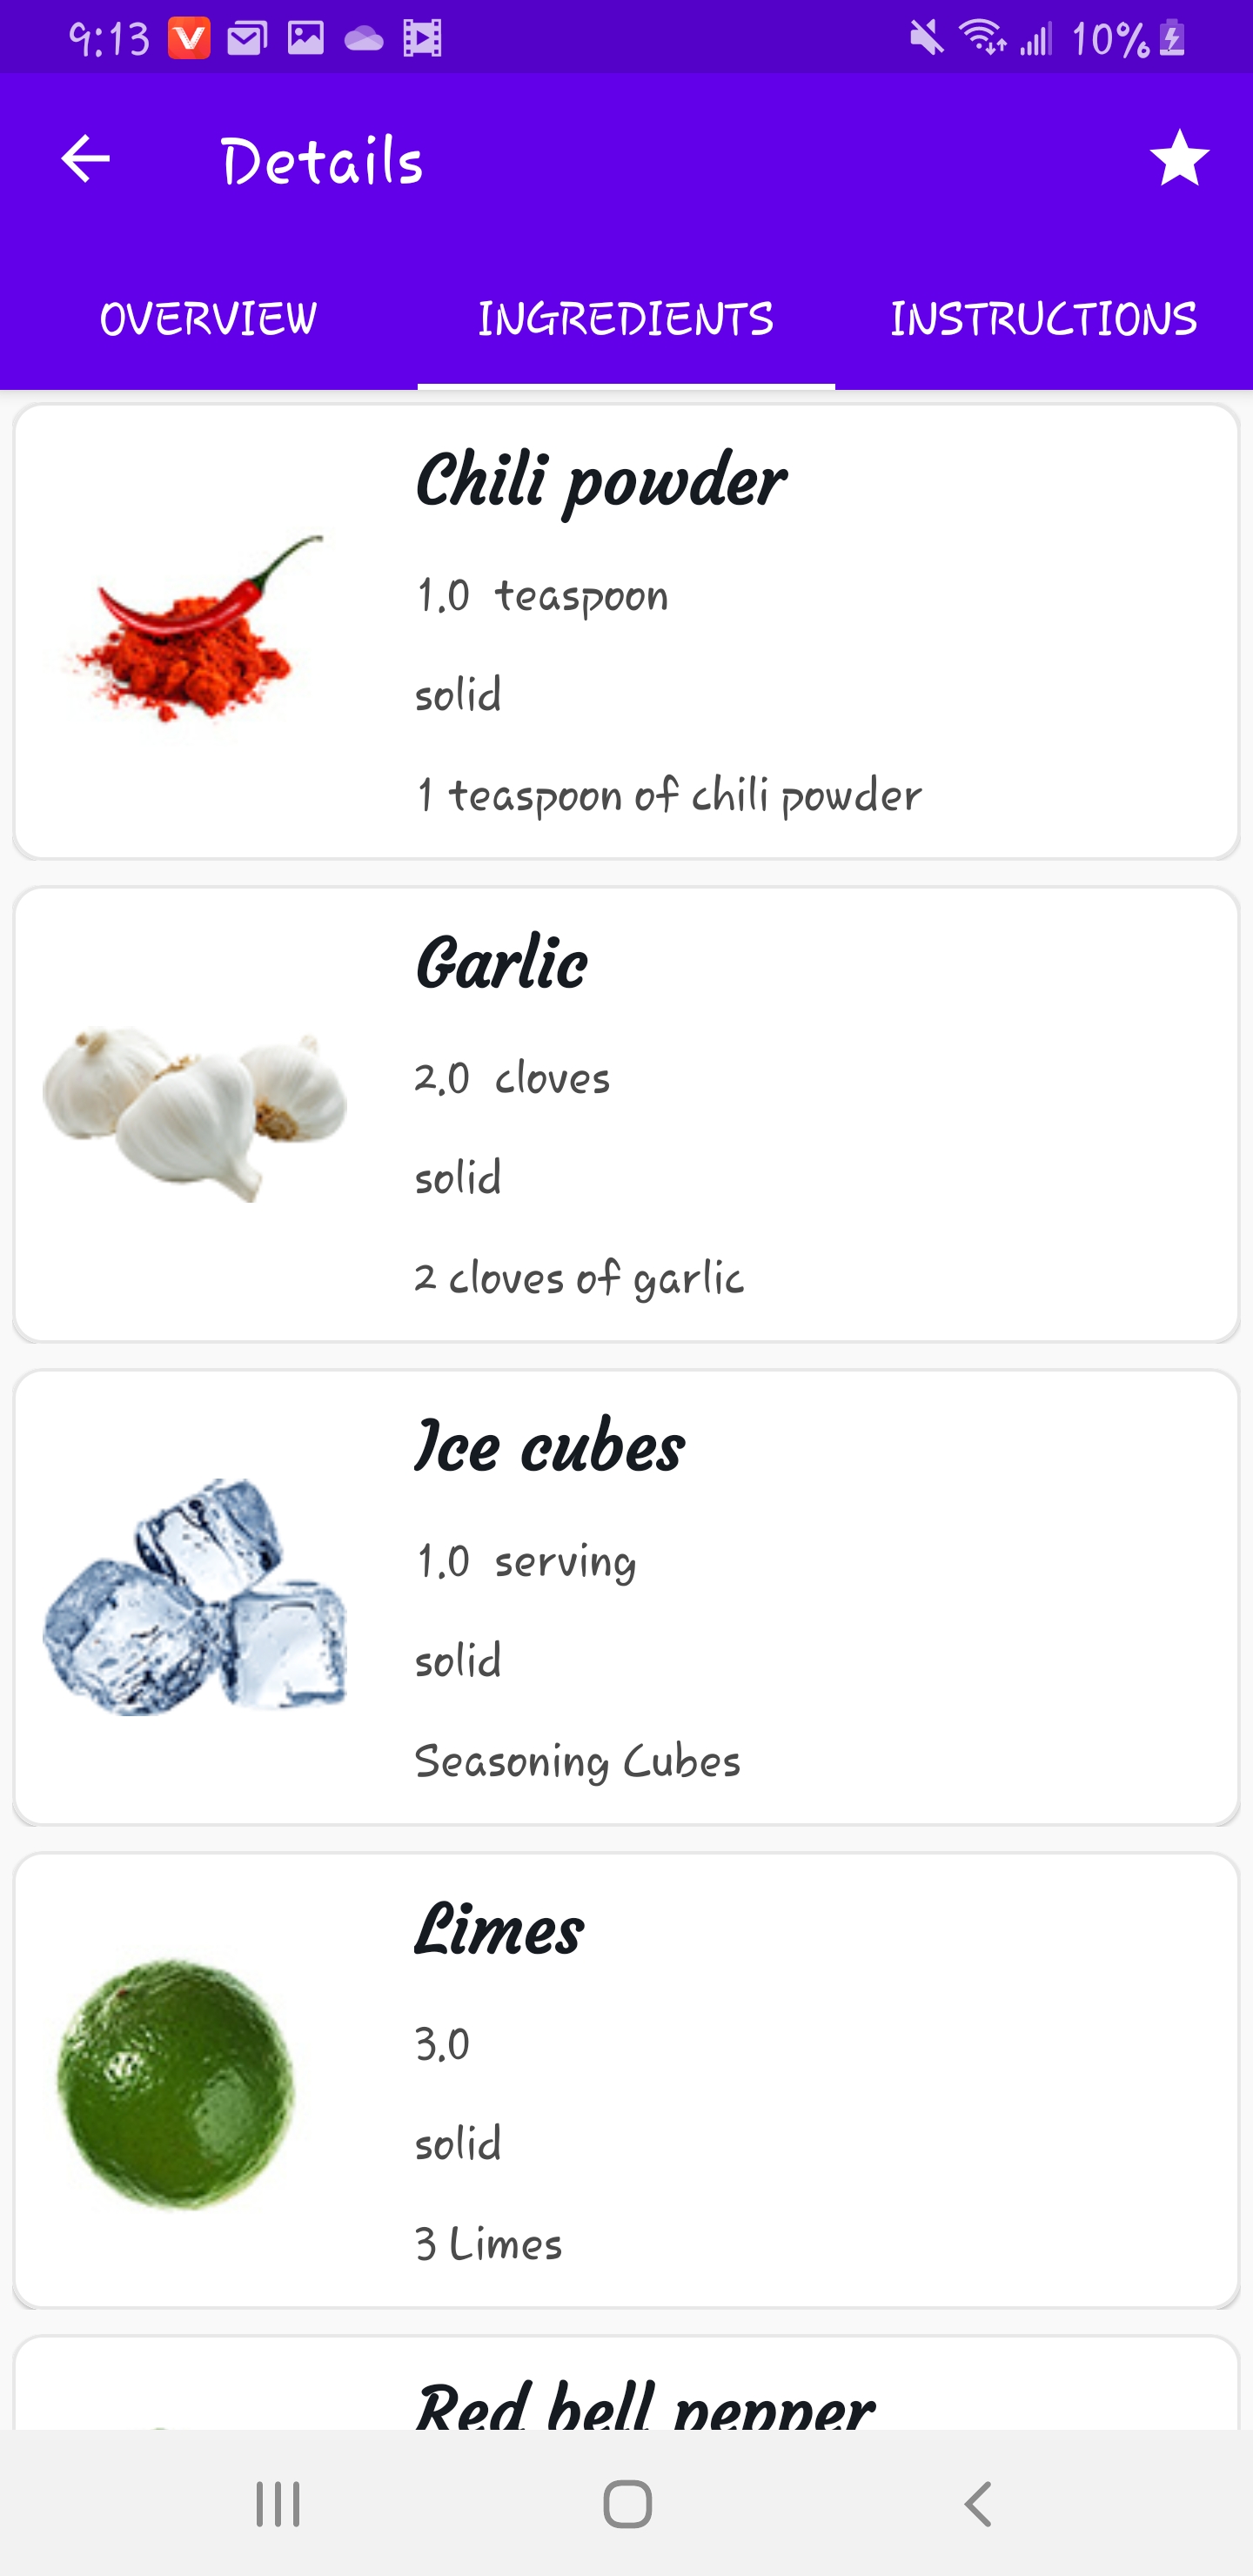 9:13
10%
Details
OVERVIEW INGREDIENTS INSTRUCTIONS
Chili powder
1.0 teaspoon
solid
1 teaspoon of chili powder
Garlic
2.0 cloves
solid
2 cloves of garlic
Ice cubes
1.0 serving
solid
Seasoning Cubes
Limes
3.0
solid
3 Limes
Red bell pepper